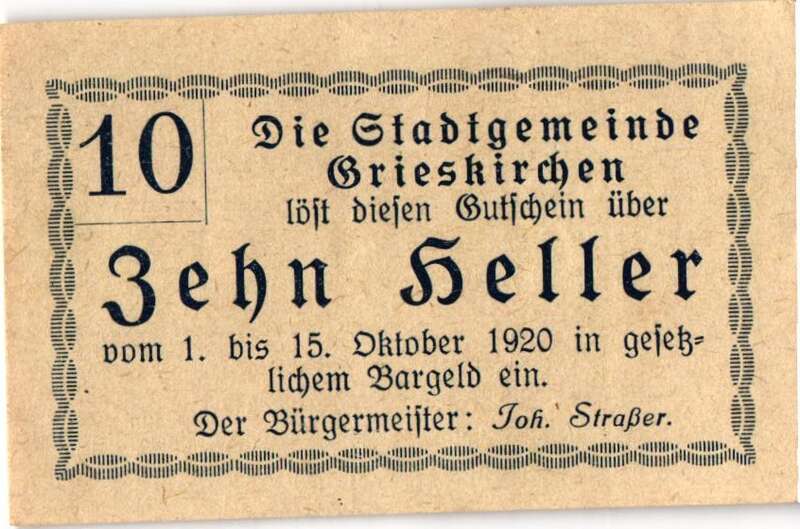 10
Die Stadtgemeinde
Grieskirchen
löst diesen Gutschein über
Zehn Heller
vom 1. bis 15. Oktober 1920 in gesetz-
lichem Bargeld ein.
Der Bürgermeister: Joh. Straßer.